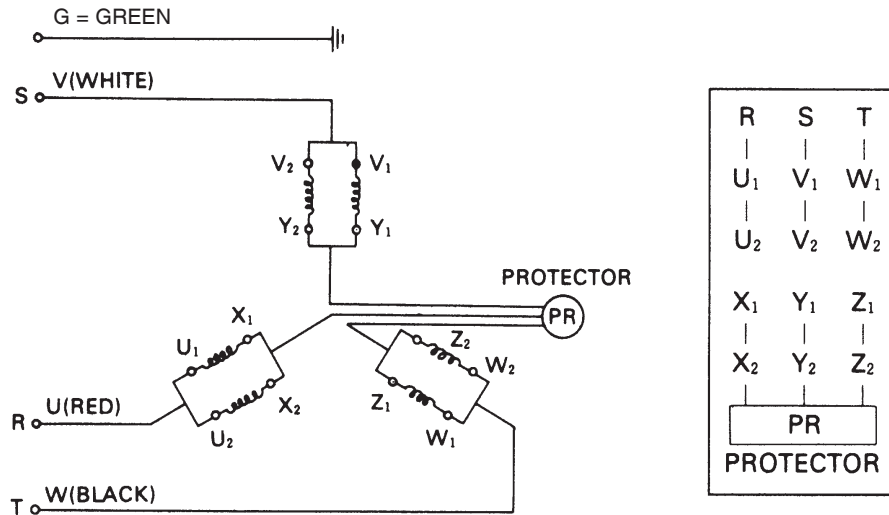 G = GREEN
V(WHITE)
S
V₂ V₁
Y₂ Y₁
PROTECTOR
PR
X₁
U₁
Z₂
W₂
X₂
Z₁
U(RED)
R
U₂
W₁
W(BLACK)
T
R S T
U₁ V₁ W₁
U₂ V₂ W₂
X₁ Y₁ Z₁
X₂ Y₂ Z₂
PR
PROTECTOR